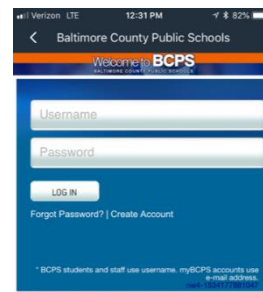 Verizon LTE 12:31 PM 82%
Baltimore County Public Schools
Welcome to BCPS
BALTIMORE COUNTY PUBLIC SCHOOLS
Username
Password
LOG IN
Forgot Password? | Create Account
* BCPS students and staff use username. myBCPS accounts use
e-mail address.